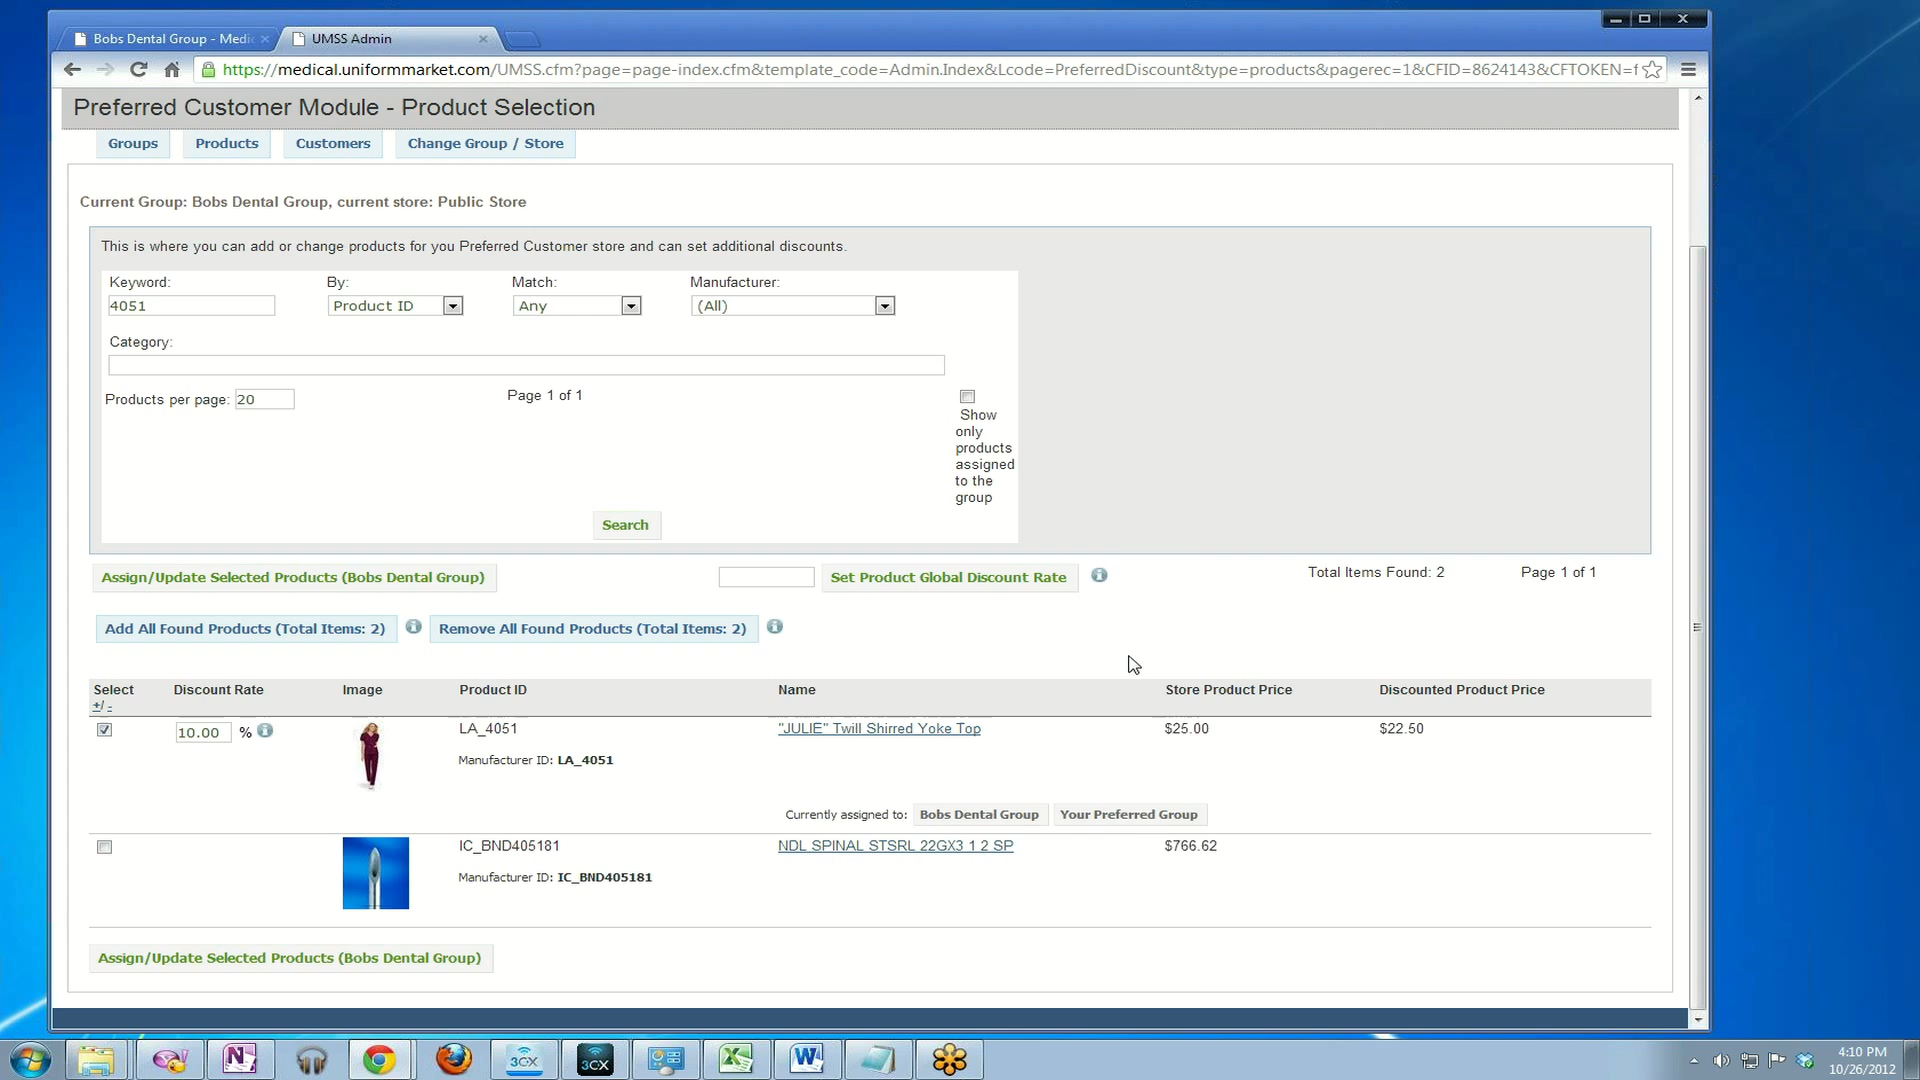 Bobs Dental Group - Medic
UMSS Admin
https://medical.uniformmarket.com/UMSS.cfm?page=page-index.cfm&template_code=Admin.Index&Lcode=PreferredDiscount&type=products&pagerec=1&CFID=8624143&CFTOKEN=f
Preferred Customer Module - Product Selection
Groups Products Customers Change Group / Store
Current Group: Bobs Dental Group, current store: Public Store
This is where you can add or change products for you Preferred Customer store and can set additional discounts.
Keyword: By: Match: Manufacturer:
4051 Product ID Any (All)
Category:
Products per page: 20 Page 1 of 1
Show
only
products
assigned
to the
group
Search
Assign/Update Selected Products (Bobs Dental Group) Set Product Global Discount Rate Total Items Found: 2 Page 1 of 1
Add All Found Products (Total Items: 2) Remove All Found Products (Total Items: 2)
Select Discount Rate Image Product ID Name Store Product Price Discounted Product Price
+/ -
10.00 % LA_4051 "JULIE" Twill Shirred Yoke Top $25.00 $22.50
Manufacturer ID: LA_4051
Currently assigned to: Bobs Dental Group Your Preferred Group
IC_BND405181 NDL SPINAL STSRL 22GX3 1 2 SP $766.62
Manufacturer ID: IC_BND405181
Assign/Update Selected Products (Bobs Dental Group)
3CX 3CX
4:10 PM
10/26/2012